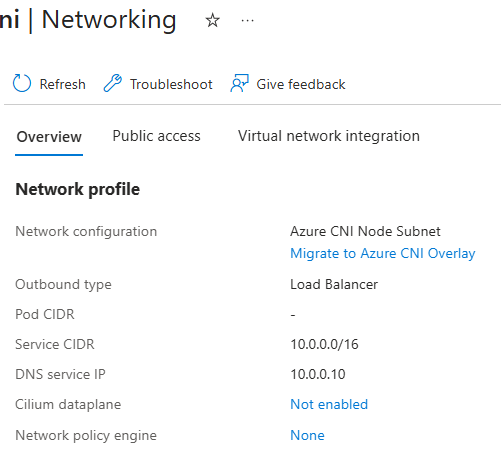 ni | Networking
Refresh Troubleshoot Give feedback
Overview Public access Virtual network integration
Network profile
Network configuration Azure CNI Node Subnet
Migrate to Azure CNI Overlay
Outbound type Load Balancer
Pod CIDR -
Service CIDR 10.0.0.0/16
DNS service IP 10.0.0.10
Cilium dataplane Not enabled
Network policy engine None